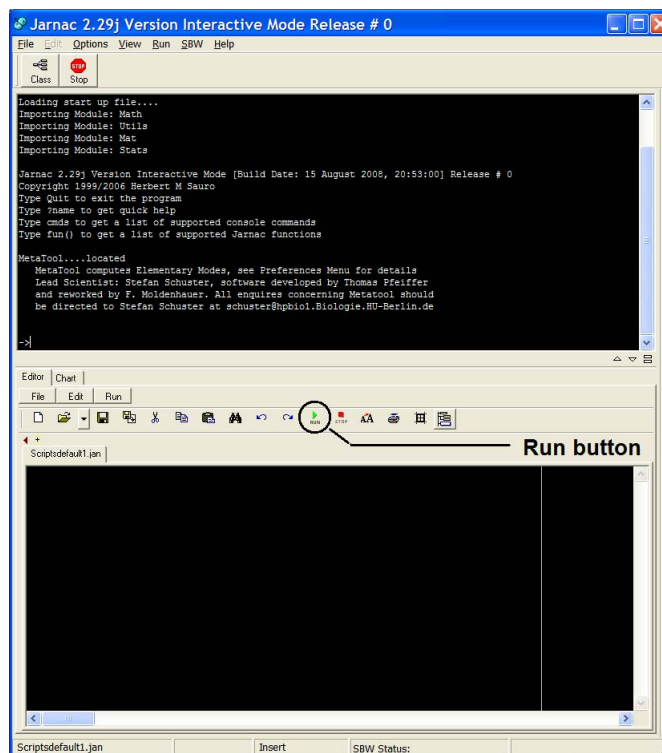 Jarnac 2.29j Version Interactive Mode Release # 0
File Edit Options View Run SBW Help
Class Stop
Loading start up file....
Importing Module: Math
Importing Module: Utils
Importing Module: Mat
Importing Module: Stats
Jarnac 2.29j Version Interactive Mode [Build Date: 15 August 2008, 20:53:00] Release # 0
Copyright 1999/2006 Herbert M Sauro
Type Quit to exit the program
Type ?name to get quick help
Type cmds to get a list of supported console commands
Type fun() to get a list of supported Jarnac functions
MetaTool....located
MetaTool computes Elementary Modes, see Preferences Menu for details
Lead Scientist: Stefan Schuster, software developed by Thomas Pfeiffer
and reworked by F. Moldenhauer. All enquires concerning Metatool should
be directed to Stefan Schuster at schuster@hpbio1.Biologie.HU-Berlin.de
->
Editor Chart
File Edit Run
RUN STOP AA
Run button
Scriptsdefault1.jan
Scriptsdefault1.jan Insert SBW Status: